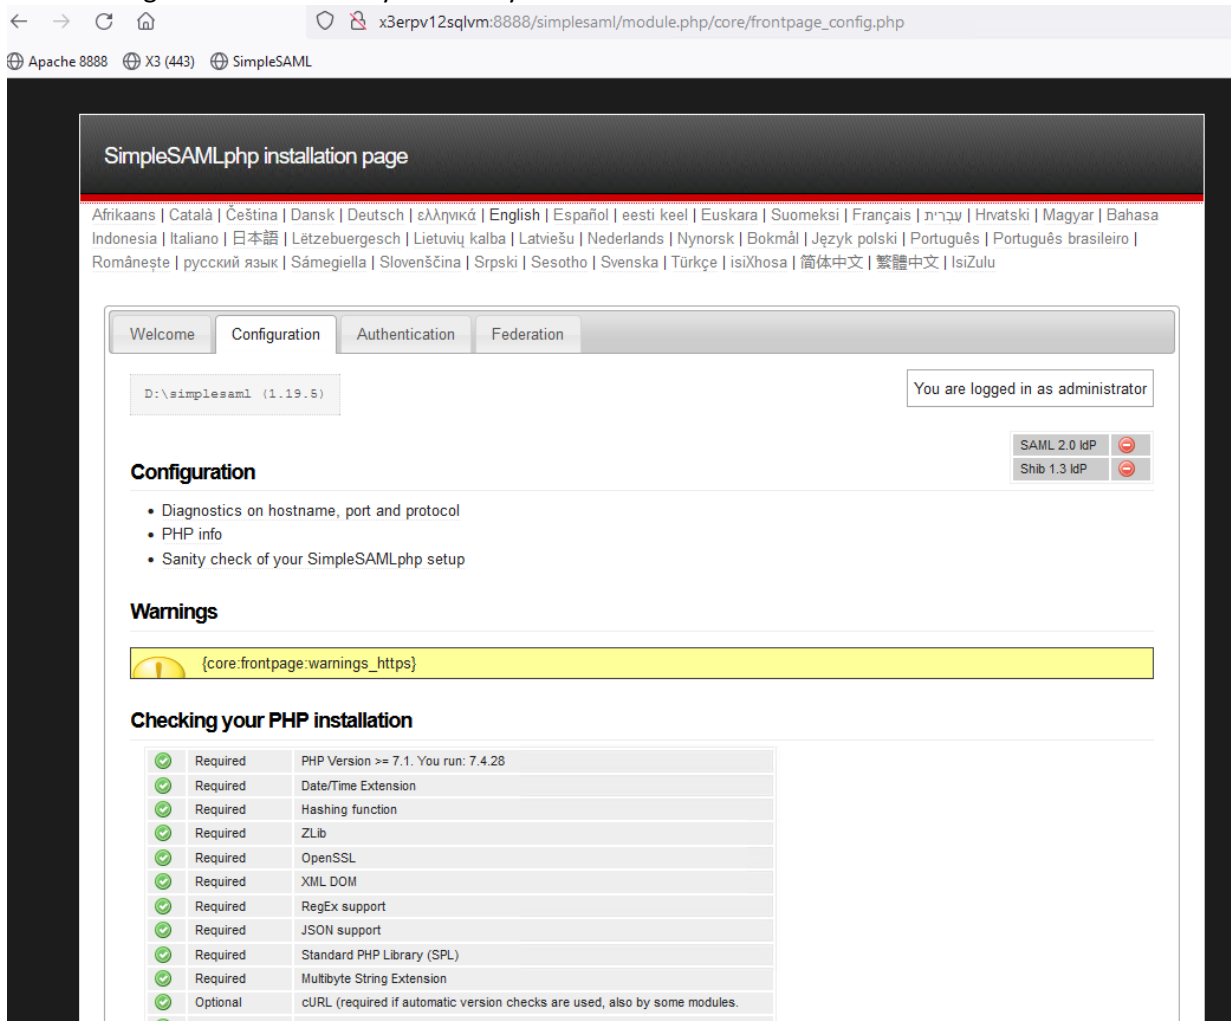 x3erpv12sqlvm:8888/simplesaml/module.php/core/frontpage_config.php
Apache 8888 X3 (443) SimpleSAML
SimpleSAMLphp installation page
Afrikaans | Català | Čeština | Dansk | Deutsch | ελληνικά | English | Español | eesti keel | Euskara | Suomeksi | Français | עִבְרִית | Hrvatski | Magyar | Bahasa
Indonesia | Italiano | 日本語 | Lëtzebuergesch | Lietuvių kalba | Latviešu | Nederlands | Nynorsk | Bokmål | Język polski | Português | Português brasileiro |
Românește | русский язык | Sámegiella | Slovenščina | Srpski | Sesotho | Svenska | Türkçe | isiXhosa | 简体中文 | 繁體中文 | IsiZulu
Welcome Configuration Authentication Federation
D:\simplesaml (1.19.5)
You are logged in as administrator
SAML 2.0 IdP
Shib 1.3 IdP
Configuration
• Diagnostics on hostname, port and protocol
• PHP info
• Sanity check of your SimpleSAMLphp setup
Warnings
{core:frontpage:warnings_https}
Checking your PHP installation
Required PHP Version >= 7.1. You run: 7.4.28
Required Date/Time Extension
Required Hashing function
Required ZLib
Required OpenSSL
Required XML DOM
Required RegEx support
Required JSON support
Required Standard PHP Library (SPL)
Required Multibyte String Extension
Optional cURL (required if automatic version checks are used, also by some modules.